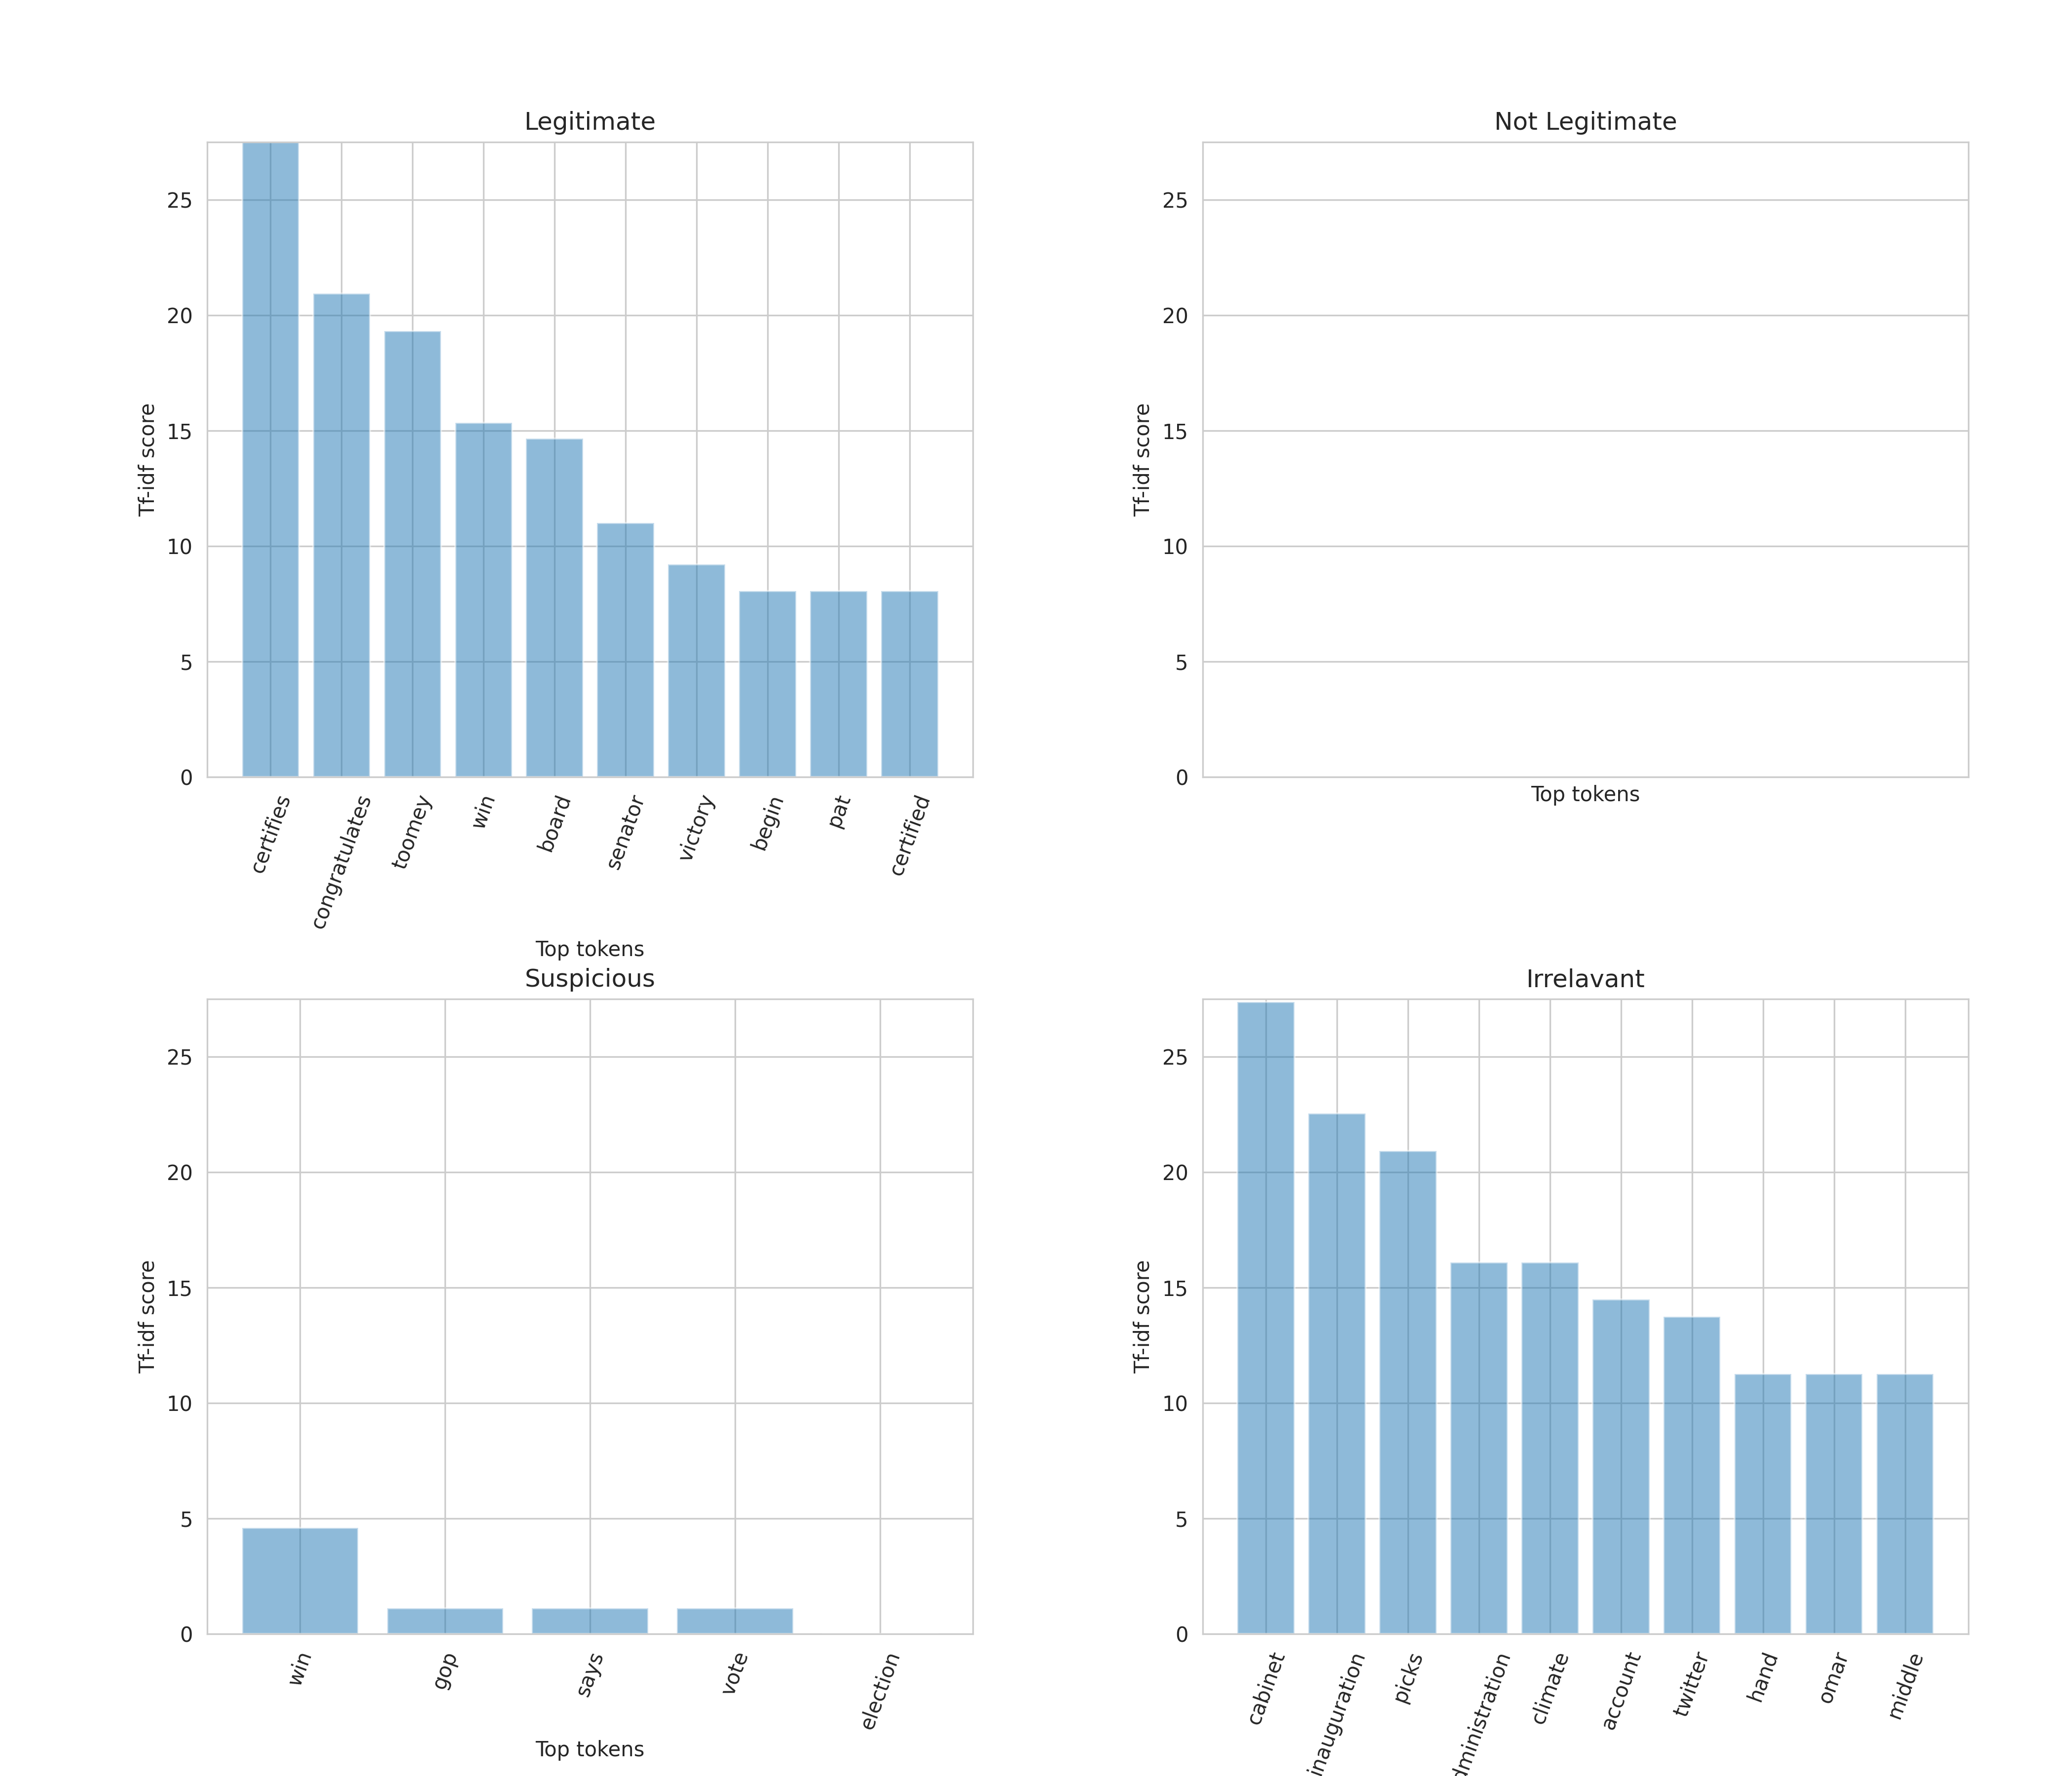 Legitimate
Tf-idf score
25
20
15
10
5
0
certifies
congratulates
toomey
win
board
senator
victory
begin
pat
certified
Top tokens
Not Legitimate
Tf-idf score
25
20
15
10
5
0
Top tokens
Suspicious
Tf-idf score
25
20
15
10
5
0
win
gop
says
vote
election
Top tokens
Irrelavant
Tf-idf score
25
20
15
10
5
0
cabinet
inauguration
picks
dministration
climate
account
twitter
hand
omar
middle